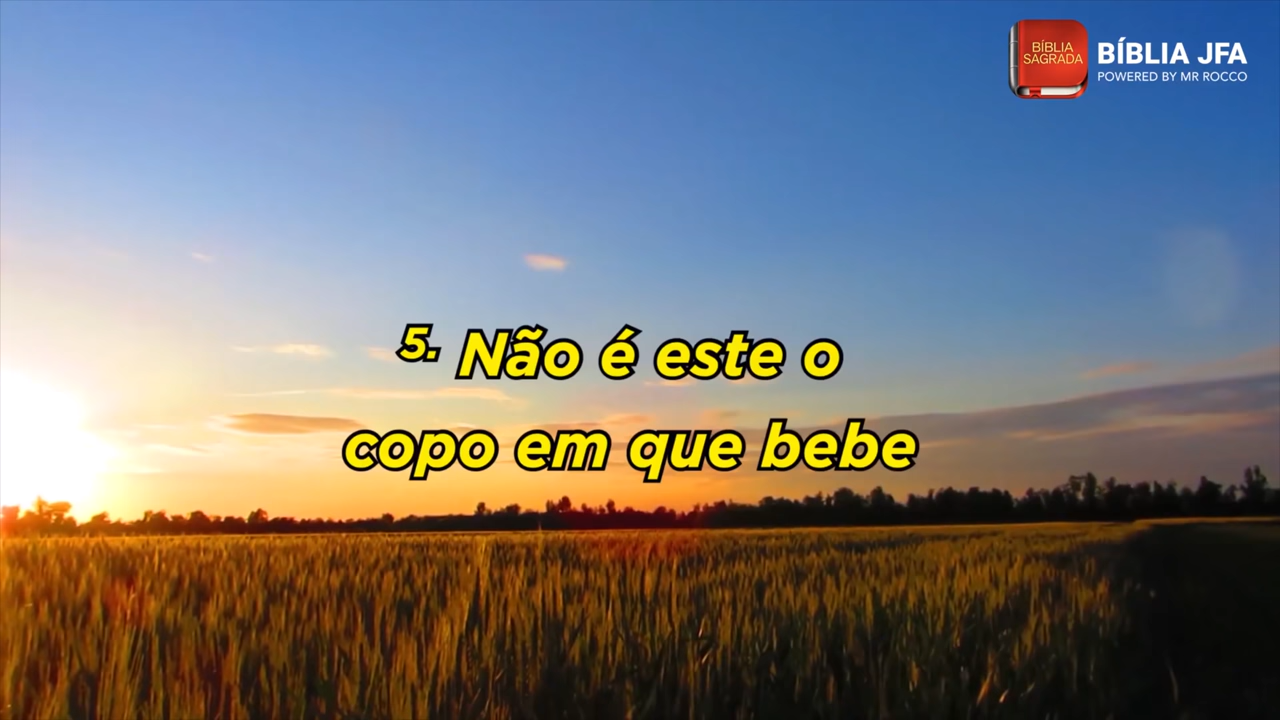 BÍBLIA
SAGRADA
BÍBLIA JFA
POWERED BY MR ROCCO
5. Não é este o
copo em que bebe